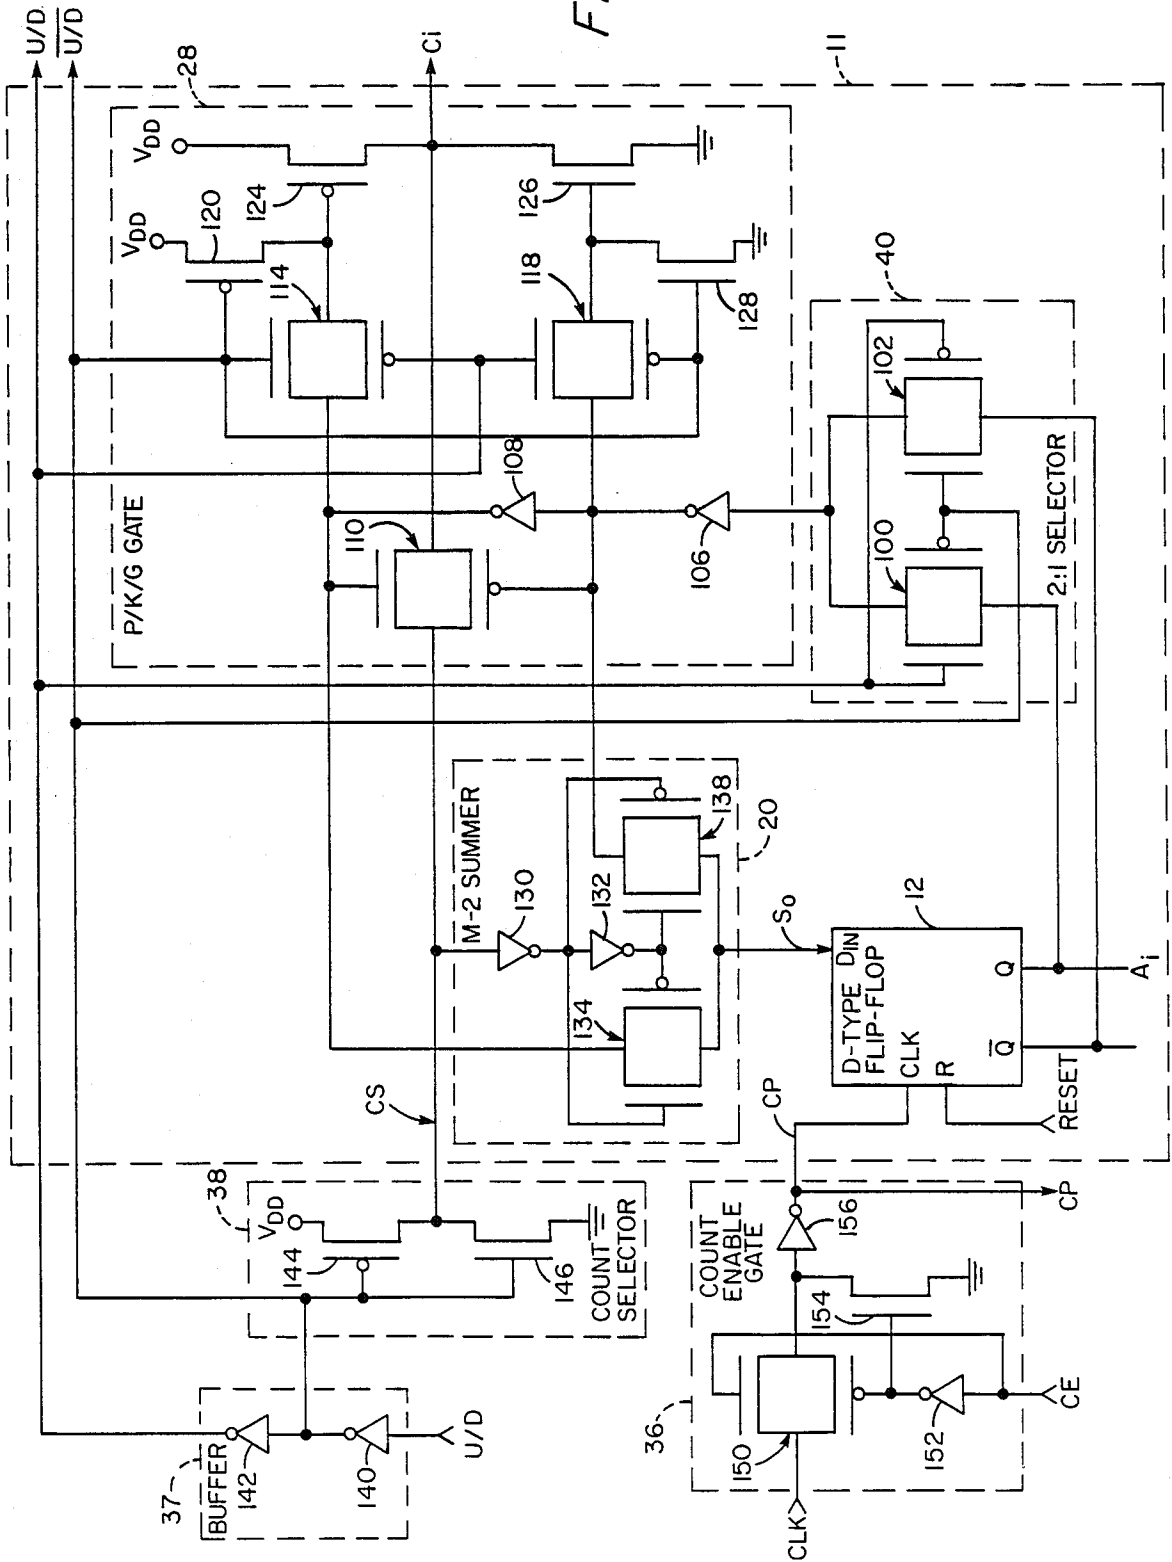 F
U/D
U/D
Ci
11
28
P/K/G GATE
VDD
VDD
120
124
114
126
118
128
108
110
106
40
102
100
2:1 SELECTOR
M-2 SUMMER
130
132
134
138
20
So
12
D-TYPE DIN
FLIP-FLOP
CLK
R
Q
Q
Ai
RESET
CP
CS
38
VDD
144
146
COUNT
SELECTOR
37
BUFFER
142
140
U/D
36
COUNT
ENABLE
GATE
156
154
150
152
CLK
CE
CP